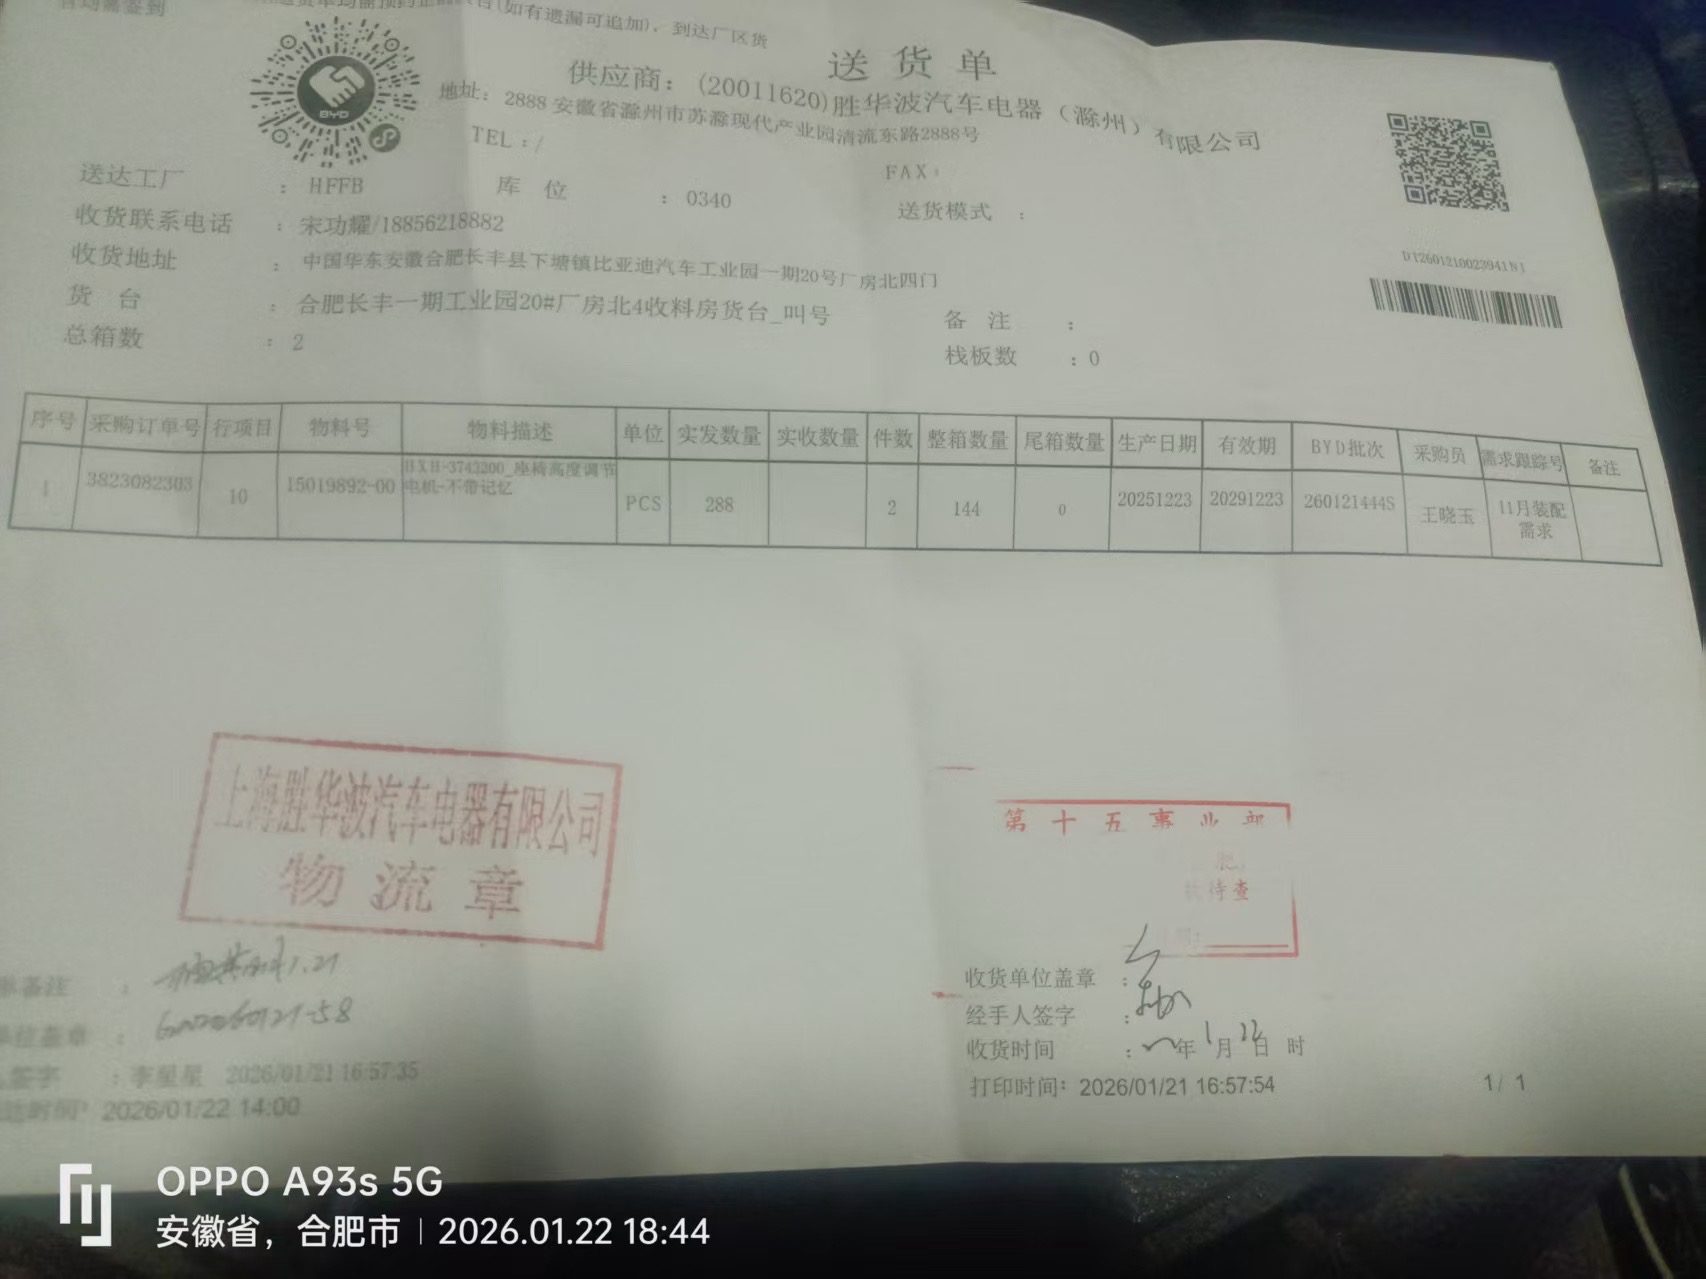 (如有遗漏可追加)，到达厂区货
送货单
供应商：(20011620)胜华波汽车电器（滁州）有限公司
地址：2888 安徽省滁州市苏滁现代产业园清流东路2888号
TEL：/
FAX：
BYD
送达工厂：HFFB 库 位：0340 送货模式：
收货联系电话：宋功耀/18856218882
收货地址：中国华东安徽合肥长丰县下塘镇比亚迪汽车工业园一期20号厂房北四门
DI260121002394181
货 台：合肥长丰一期工业园20#厂房北4收料房货台_叫号
备 注：
总箱数：2
栈板数：0
序号 采购订单号 行项目 物料号 物料描述 单位 实发数量 实收数量 件数 整箱数量 尾箱数量 生产日期 有效期 BYD批次 采购员 需求跟踪号 备注
1 3823082303 10 15019892-00 HXH-3743200_座椅高度调节电机-不带记忆 PCS 288 2 144 0 20251223 20291223 260121444S 王晓玉 11月装配需求
上海胜华波汽车电器有限公司
物流章
第十五事业部
待查
备注：
盖章：
签字：李星星 2026/01/21 16:57:35
时间：2026/01/22 14:00
收货单位盖章：
经手人签字：
收货时间：年1月22日 时
打印时间：2026/01/21 16:57:54
1/ 1
OPPO A93s 5G
安徽省，合肥市 | 2026.01.22 18:44